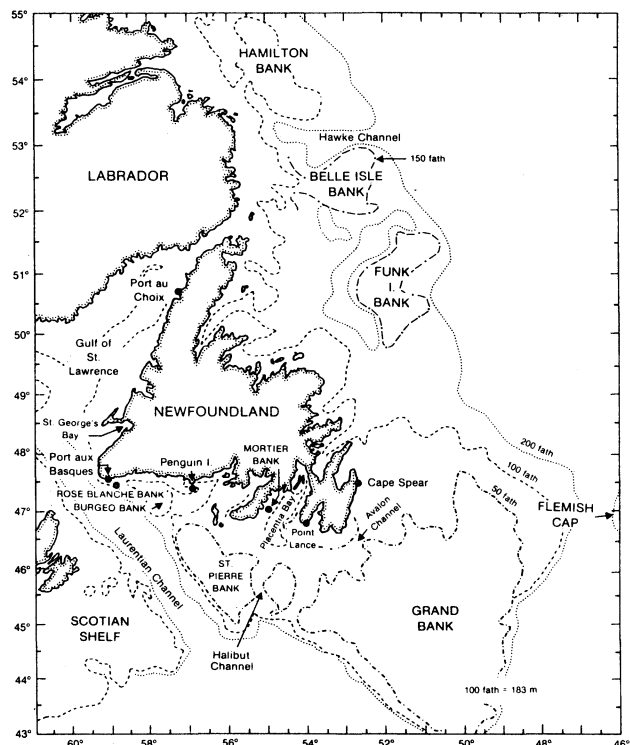 55°
54°
53°
52°
51°
50°
49°
48°
47°
46°
45°
44°
43°
HAMILTON
BANK
Hawke Channel
150 fath
LABRADOR
BELLE ISLE
BANK
Port au
Choix
FUNK
I.
BANK
Gulf of
St.
Lawrence
St. George's
Bay
NEWFOUNDLAND
Port aux
Basques
Penguin I.
MORTIER
BANK
200 fath
100 fath
50 fath
Cape Spear
ROSE BLANCHE BANK
BURGEO BANK
Placentia Bay
Point
Lance
Avalon
Channel
FLEMISH
CAP
Laurentian Channel
ST.
PIERRE
BANK
SCOTIAN
SHELF
GRAND
BANK
Halibut
Channel
100 fath = 183 m
60°
58°
56°
54°
52°
50°
48°
46°